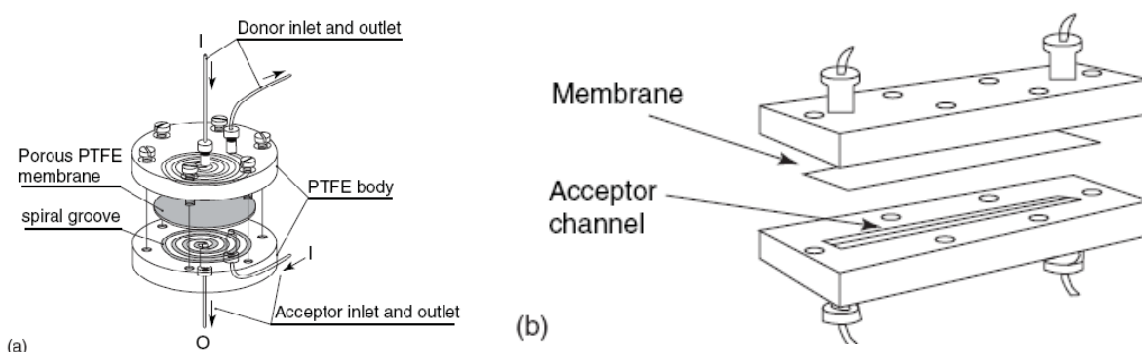 Donor inlet and outlet
I
Porous PTFE
membrane
PTFE body
spiral groove
I
Acceptor inlet and outlet
O
(a)
Membrane
Acceptor
channel
(b)